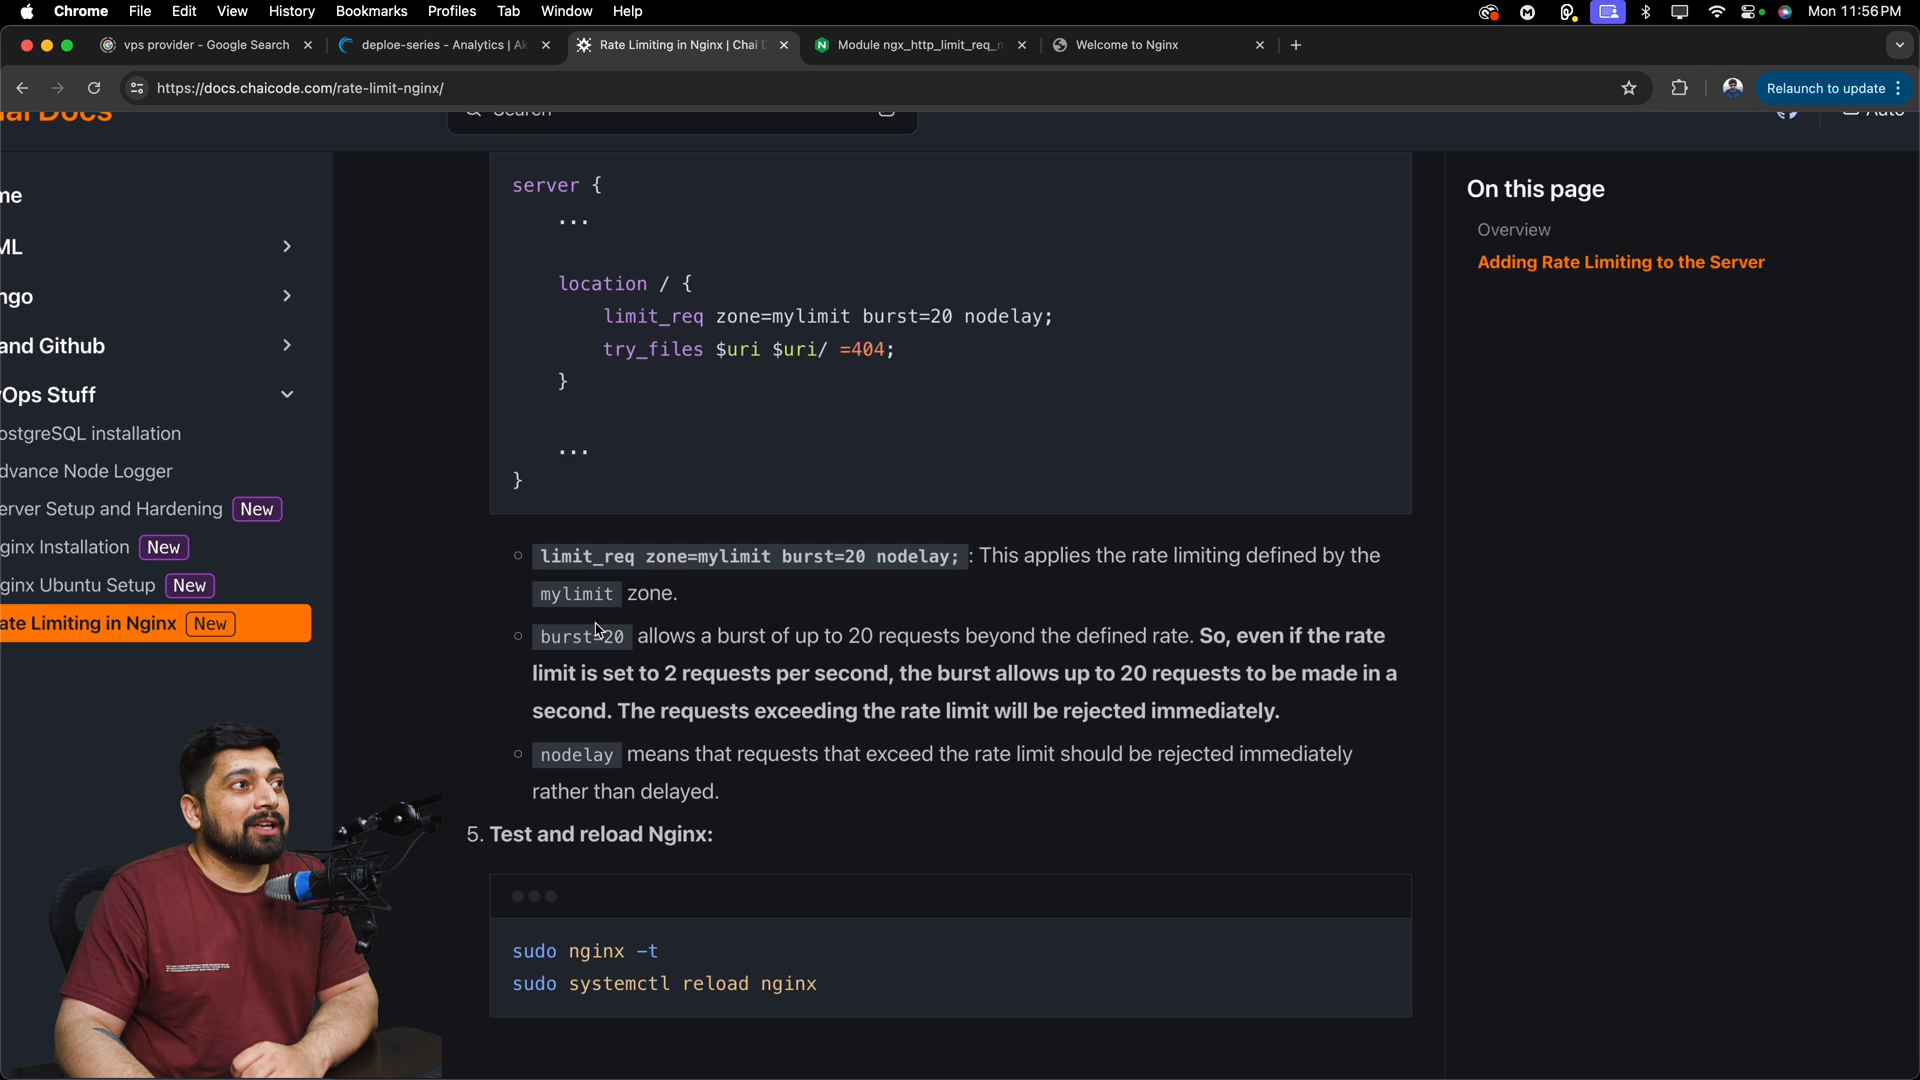 Chrome File Edit View History Bookmarks Profiles Tab Window Help Mon 11:56 PM
vps provider - Google Search deploe-series - Analytics | Ak Rate Limiting in Nginx | Chai D Module ngx_http_limit_req_m Welcome to Nginx
https://docs.chaicode.com/rate-limit-nginx/ Relaunch to update
ai Docs Search Auto
me
ML
ngo
and Github
Ops Stuff
ostgreSQL installation
dvance Node Logger
erver Setup and Hardening New
ginx Installation New
ginx Ubuntu Setup New
ate Limiting in Nginx New
server {
...
location / {
limit_req zone=mylimit burst=20 nodelay;
try_files $uri $uri/ =404;
}
...
}
limit_req zone=mylimit burst=20 nodelay; : This applies the rate limiting defined by the
mylimit zone.
burst=20 allows a burst of up to 20 requests beyond the defined rate. So, even if the rate
limit is set to 2 requests per second, the burst allows up to 20 requests to be made in a
second. The requests exceeding the rate limit will be rejected immediately.
nodelay means that requests that exceed the rate limit should be rejected immediately
rather than delayed.
5. Test and reload Nginx:
sudo nginx -t
sudo systemctl reload nginx
On this page
Overview
Adding Rate Limiting to the Server